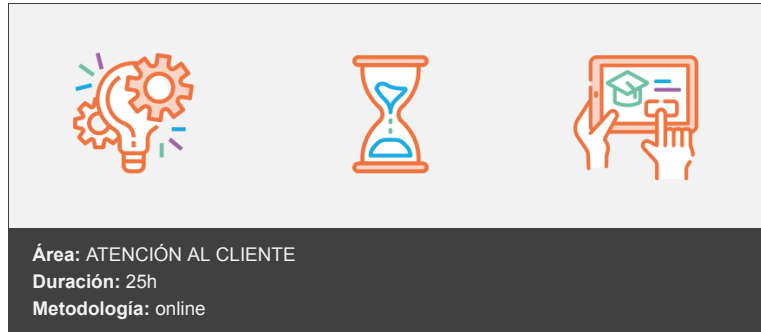 Área: ATENCIÓN AL CLIENTE
Duración: 25h
Metodología: online